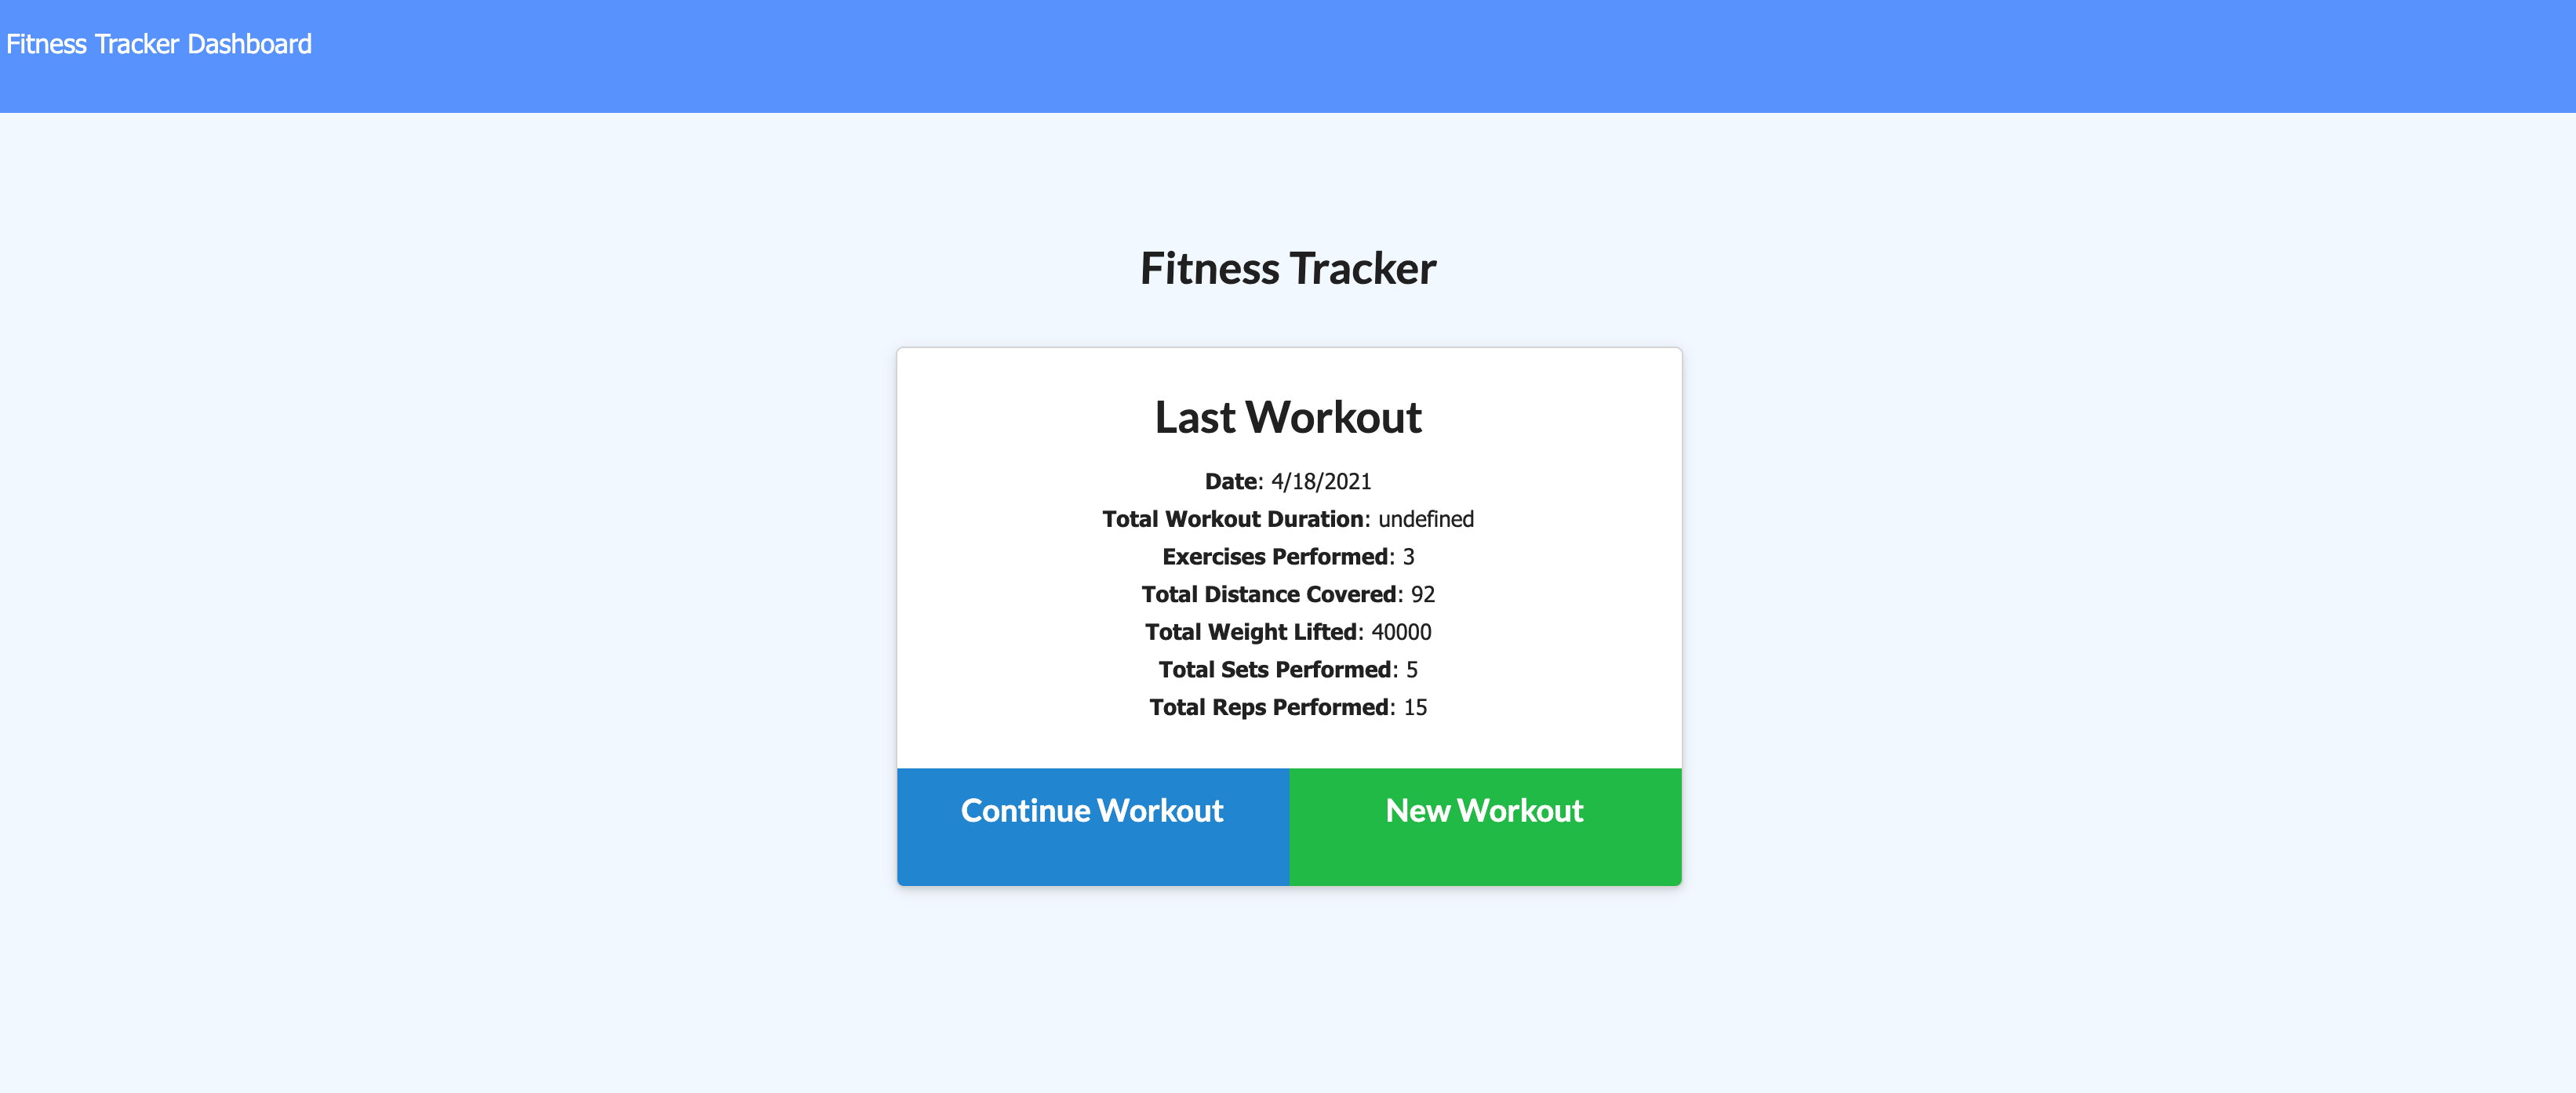 Fitness Tracker Dashboard
Fitness Tracker
Last Workout
Date: 4/18/2021
Total Workout Duration: undefined
Exercises Performed: 3
Total Distance Covered: 92
Total Weight Lifted: 40000
Total Sets Performed: 5
Total Reps Performed: 15
Continue Workout
New Workout